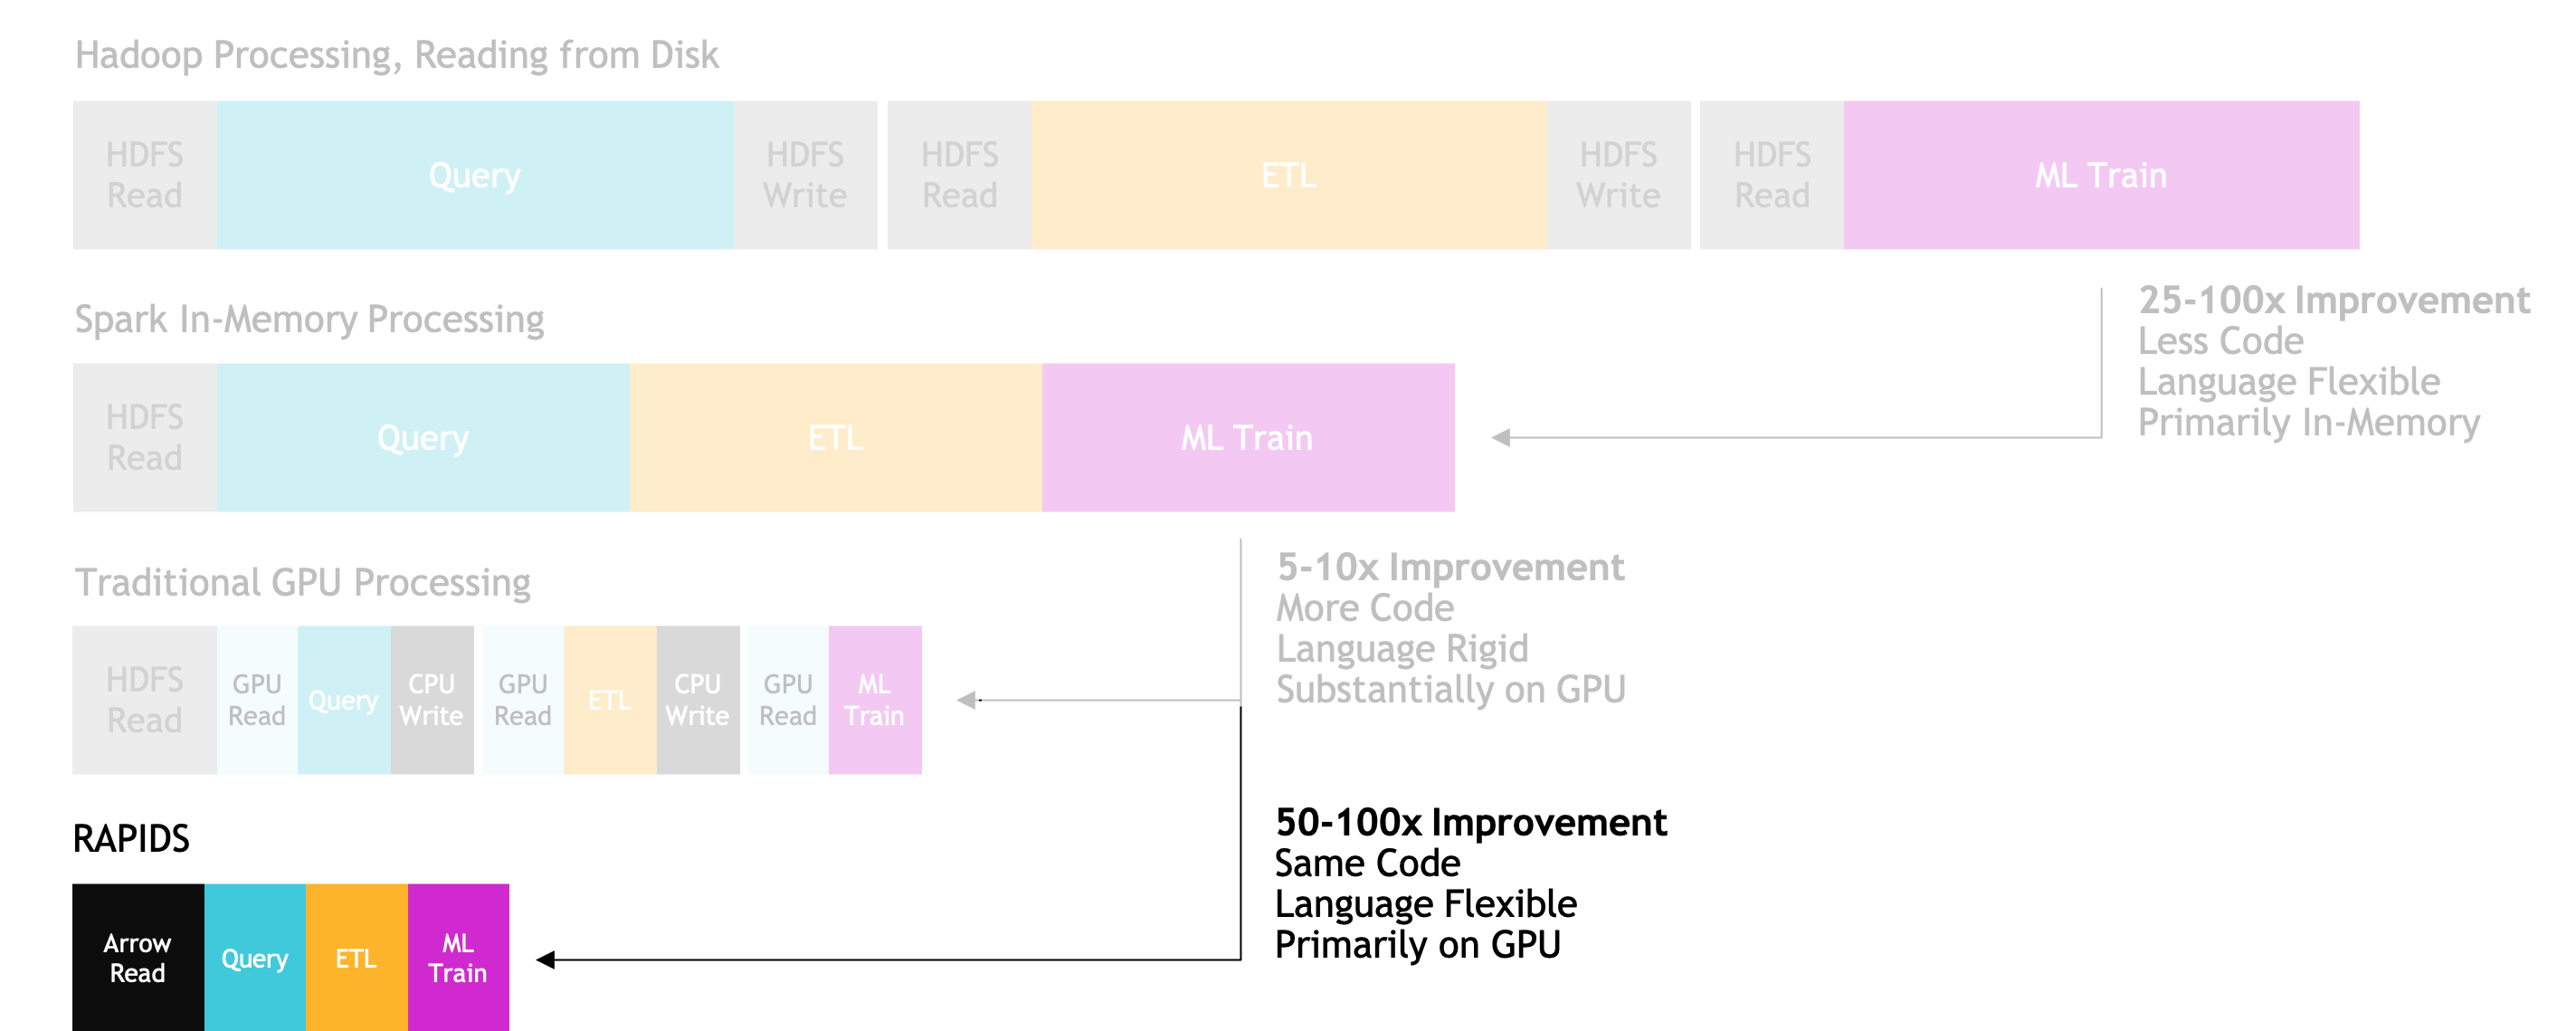 Hadoop Processing, Reading from Disk
HDFS
Read
Query
HDFS
Write
HDFS
Read
ETL
HDFS
Write
HDFS
Read
ML Train
25-100x Improvement
Less Code
Language Flexible
Primarily In-Memory
Spark In-Memory Processing
HDFS
Read
Query
ETL
ML Train
5-10x Improvement
More Code
Language Rigid
Substantially on GPU
Traditional GPU Processing
HDFS
Read
GPU
Read
Query
CPU
Write
GPU
Read
ETL
CPU
Write
GPU
Read
ML
Train
50-100x Improvement
Same Code
Language Flexible
Primarily on GPU
RAPIDS
Arrow
Read
Query
ETL
ML
Train